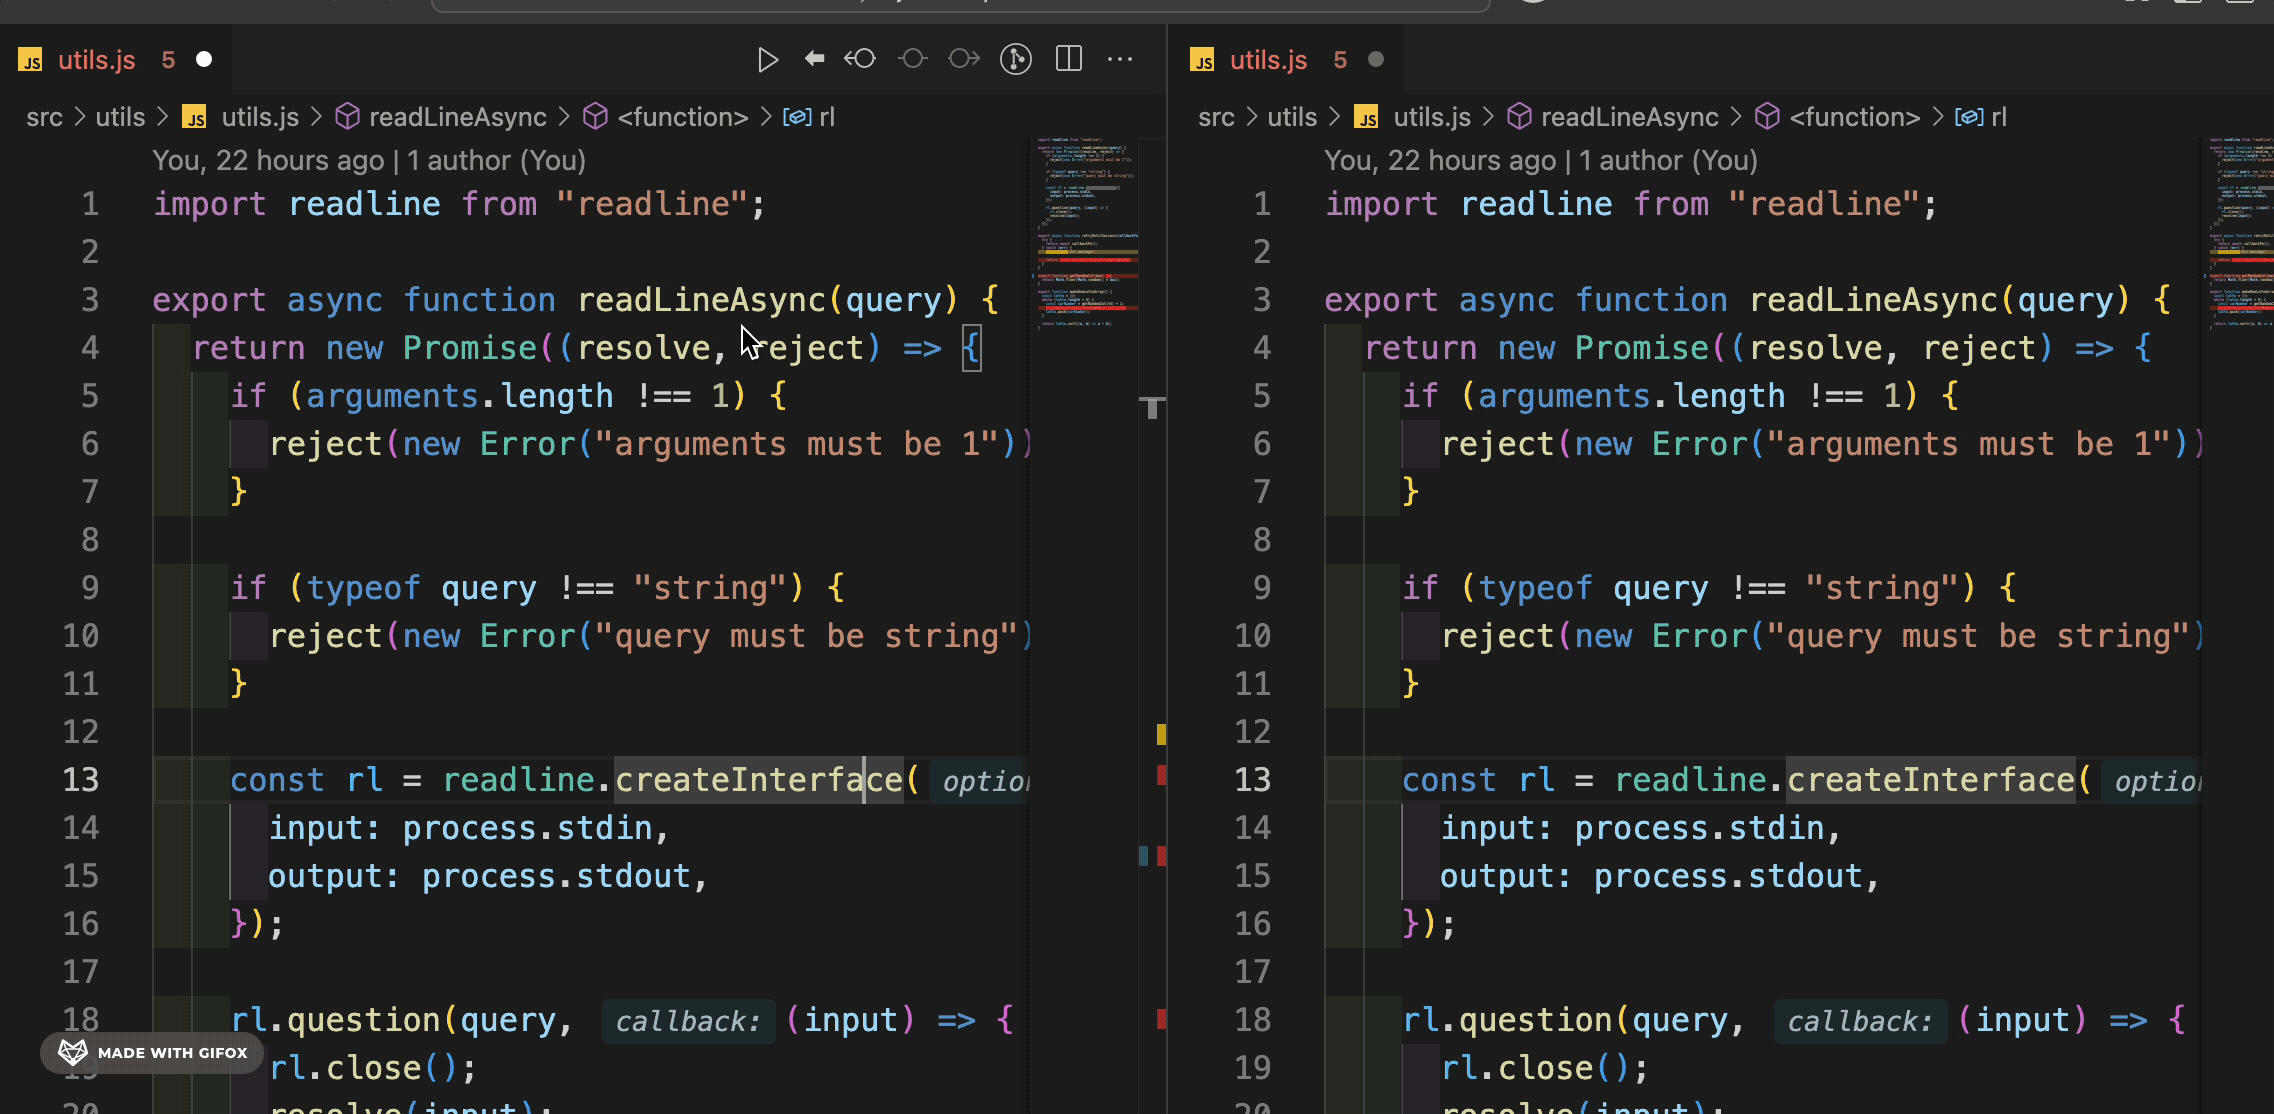 JS utils.js 5
src > utils > JS utils.js > readLineAsync > <function> > rl
You, 22 hours ago | 1 author (You)
1 import readline from "readline";
2
3 export async function readLineAsync(query) {
4 return new Promise((resolve, reject) => {
5 if (arguments.length !== 1) {
6 reject(new Error("arguments must be 1"))
7 }
8
9 if (typeof query !== "string") {
10 reject(new Error("query must be string")
11 }
12
13 const rl = readline.createInterface( option
14 input: process.stdin,
15 output: process.stdout,
16 });
17
18 rl.question(query, callback: (input) => {
19 rl.close();
20 resolve(input);
MADE WITH GIFOX
JS utils.js 5
src > utils > JS utils.js > readLineAsync > <function> > rl
You, 22 hours ago | 1 author (You)
1 import readline from "readline";
2
3 export async function readLineAsync(query) {
4 return new Promise((resolve, reject) => {
5 if (arguments.length !== 1) {
6 reject(new Error("arguments must be 1"))
7 }
8
9 if (typeof query !== "string") {
10 reject(new Error("query must be string")
11 }
12
13 const rl = readline.createInterface( option
14 input: process.stdin,
15 output: process.stdout,
16 });
17
18 rl.question(query, callback: (input) => {
19 rl.close();
20 resolve(input);